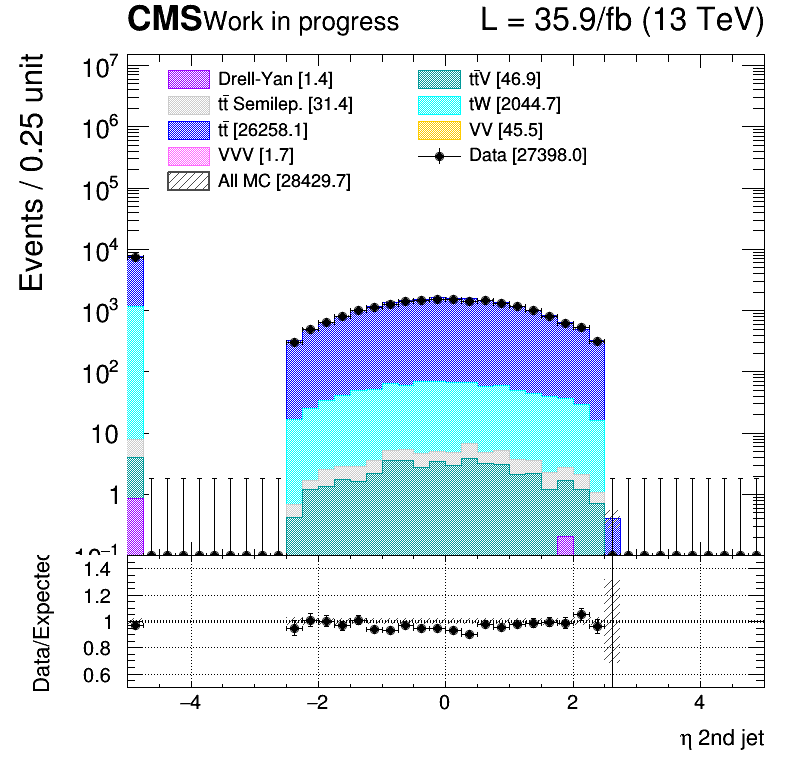 CMS Work in progress L = 35.9/fb (13 TeV)
Events / 0.25 unit
10⁷
10⁶
10⁵
10⁴
10³
10²
10
1
10⁻¹
Drell-Yan [1.4]
tt̄ Semilep. [31.4]
tt̄ [26258.1]
VVV [1.7]
All MC [28429.7]
tt̄V [46.9]
tW [2044.7]
VV [45.5]
Data [27398.0]
Data/Expected
1.4
1.2
1
0.8
0.6
−4 −2 0 2 4
η 2nd jet